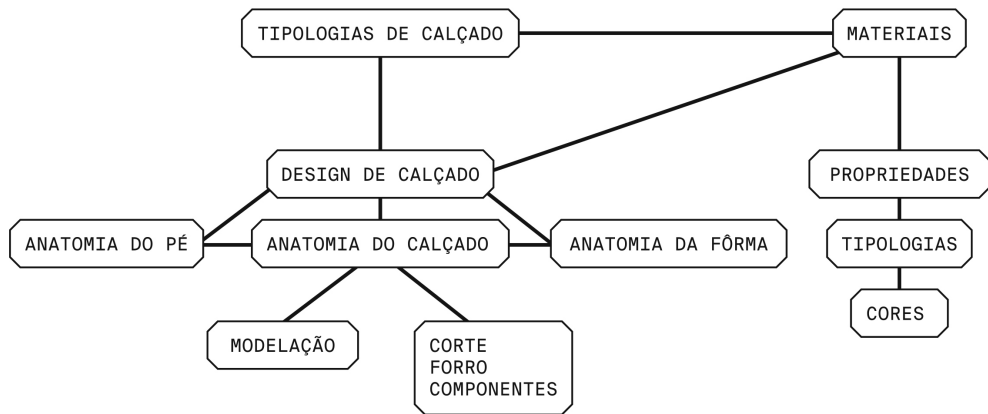 TIPOLOGIAS DE CALÇADO
MATERIAIS
DESIGN DE CALÇADO
PROPRIEDADES
ANATOMIA DO PÉ
ANATOMIA DO CALÇADO
ANATOMIA DA FÔRMA
TIPOLOGIAS
CORES
MODELAÇÃO
CORTE
FORRO
COMPONENTES